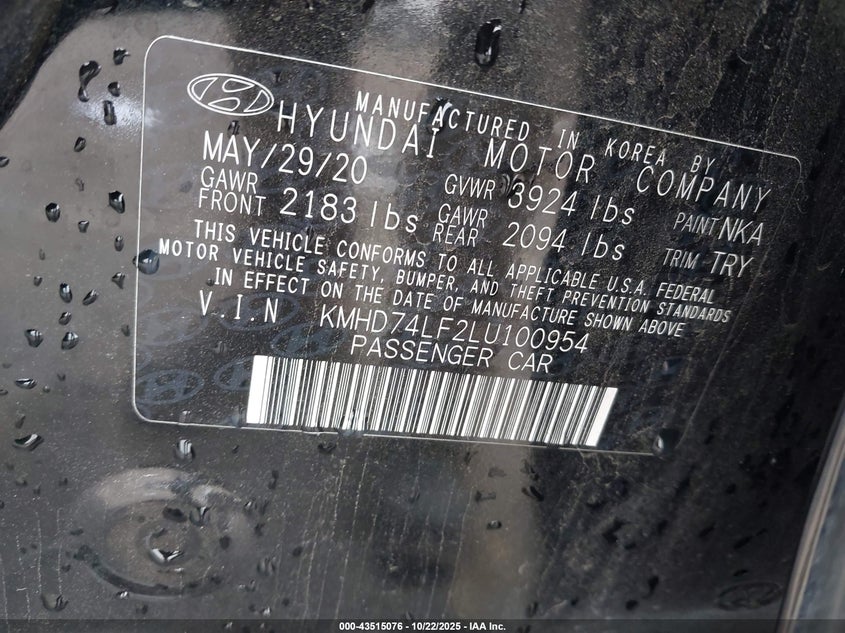 MANUFACTURED IN KOREA BY
HYUNDAI MOTOR COMPANY
MAY/29/20 GVWR 3924 lbs PAINT NKA
GAWR FRONT 2183 lbs GAWR REAR 2094 lbs TRIM TRY
THIS VEHICLE CONFORMS TO ALL APPLICABLE U.S.A. FEDERAL
MOTOR VEHICLE SAFETY, BUMPER, AND THEFT PREVENTION STANDARDS
IN EFFECT ON THE DATE OF MANUFACTURE SHOWN ABOVE
V.I.N KMHD74LF2LU100954
PASSENGER CAR
000-43515076 - 10/22/2025 - IAA Inc.